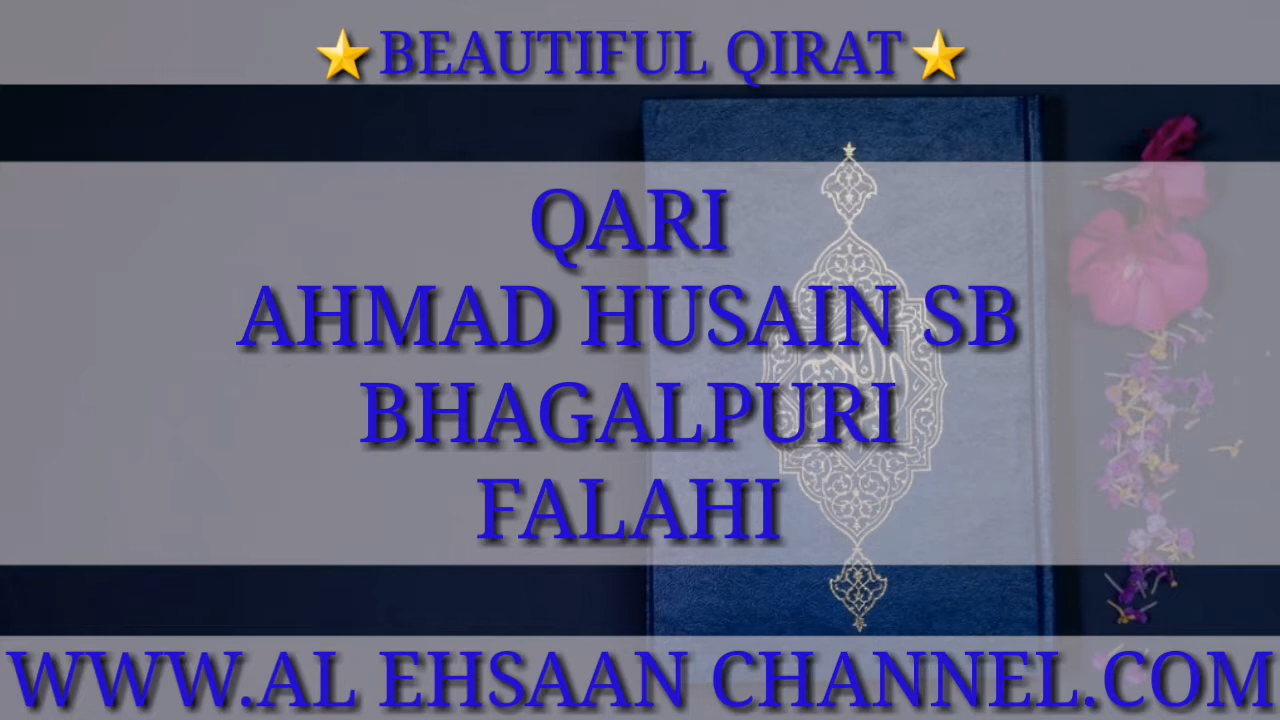 ⭐BEAUTIFUL QIRAT⭐
QARI
AHMAD HUSAIN SB
BHAGALPURI
FALAHI
WWW.AL EHSAAN CHANNEL.COM